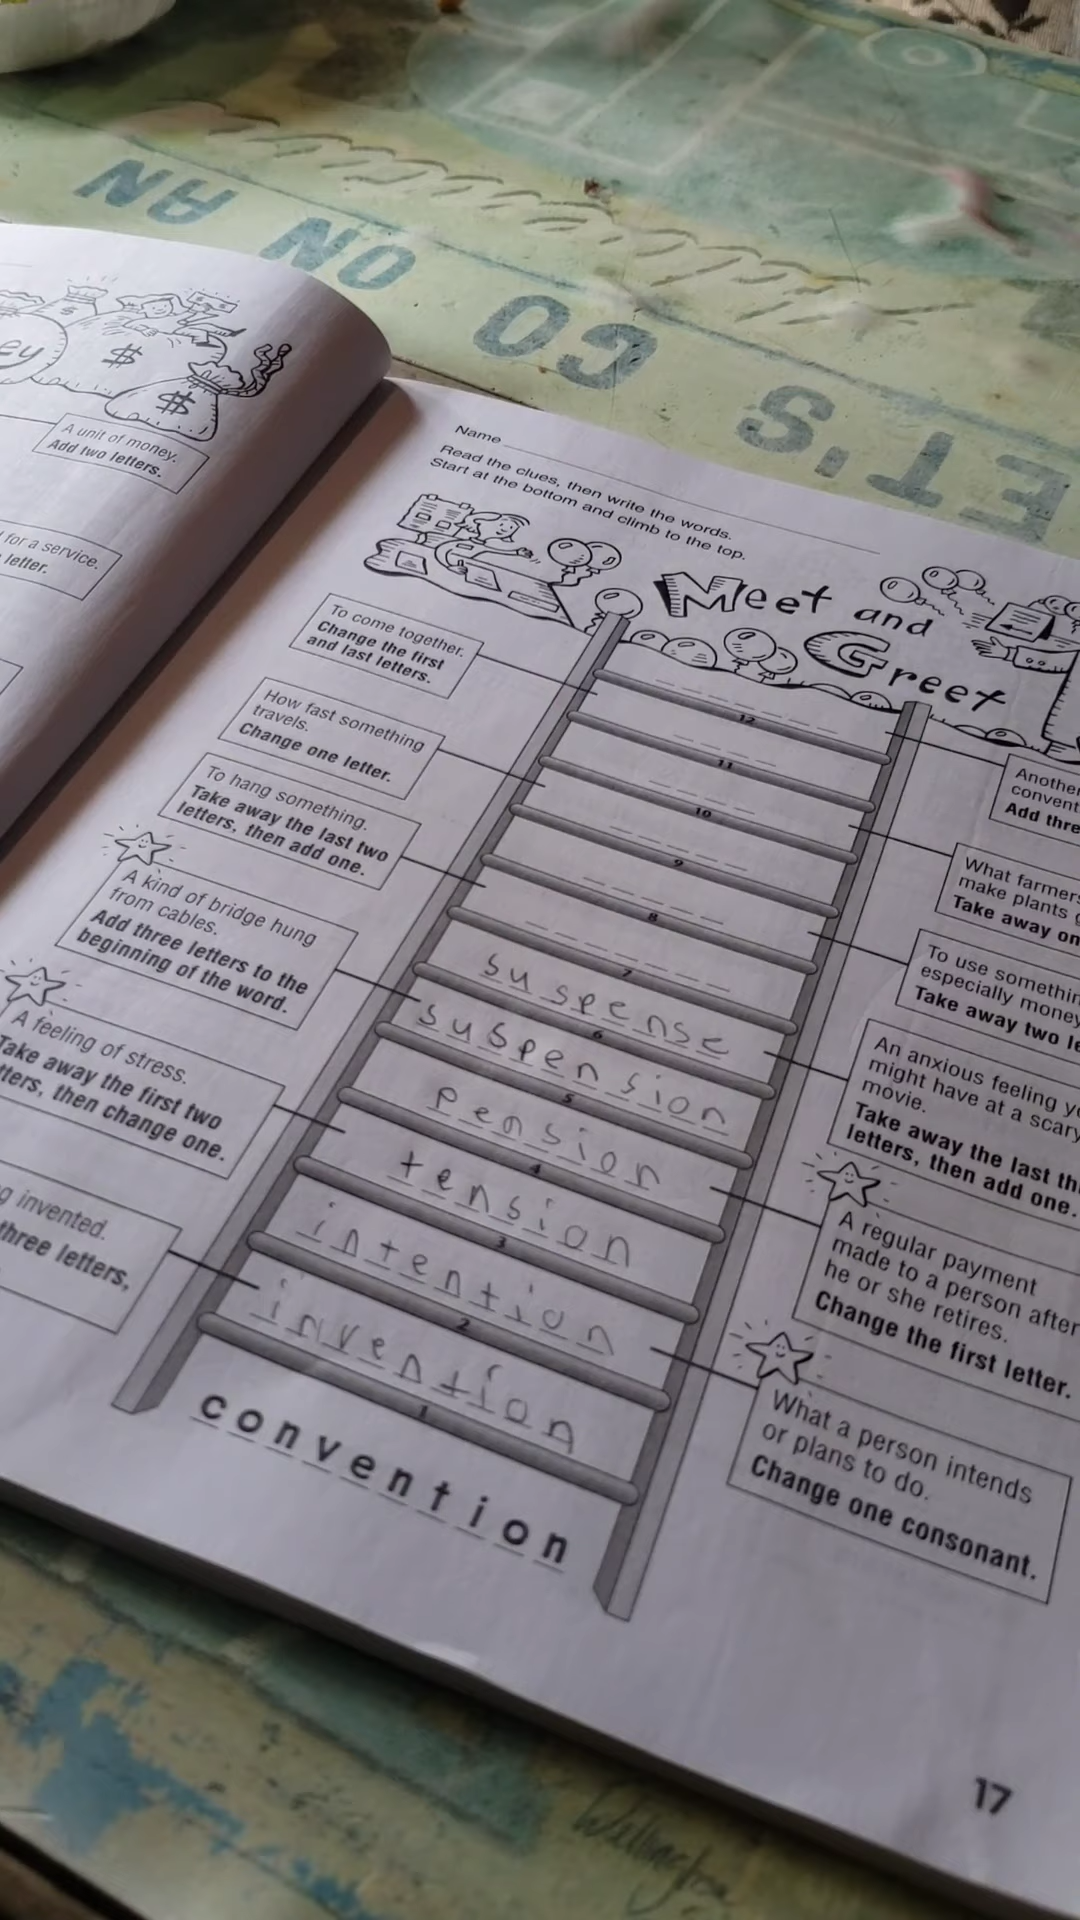 ET'S GO ON AN
ey
$
$
$
A unit of money.
Add two letters.
for a service.
letter.
Name
Read the clues, then write the words.
Start at the bottom and climb to the top.
Meet and
Greet
To come together.
Change the first
and last letters.
How fast something
travels.
Change one letter.
To hang something.
Take away the last two
letters, then add one.
A kind of bridge hung
from cables.
Add three letters to the
beginning of the word.
A feeling of stress.
Take away the first two
tters, then change one.
g invented.
three letters,
Another
convent
Add thre
What farmers
make plants g
Take away on
To use somethin
especially money
Take away two le
An anxious feeling yo
might have at a scary
movie.
Take away the last th
letters, then add one.
A regular payment
made to a person after
he or she retires.
Change the first letter.
What a person intends
or plans to do.
Change one consonant.
12
11
10
9
8
7
suspense
6
suspension
5
pension
4
tension
3
intention
2
invention
1
convention
17